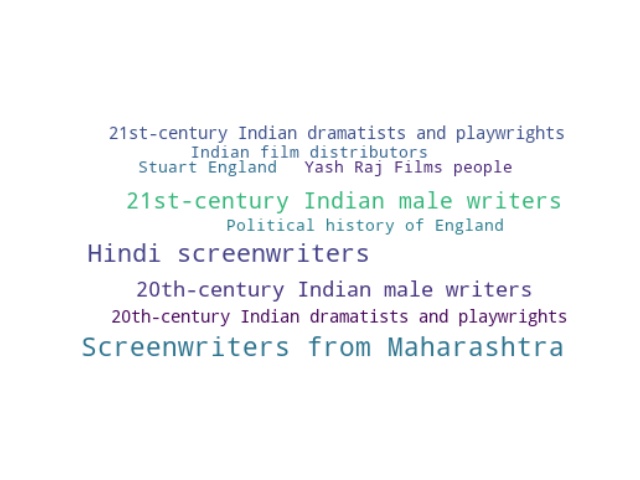 21st-century Indian dramatists and playwrights
Indian film distributors
Stuart England Yash Raj Films people
21st-century Indian male writers
Political history of England
Hindi screenwriters
20th-century Indian male writers
20th-century Indian dramatists and playwrights
Screenwriters from Maharashtra